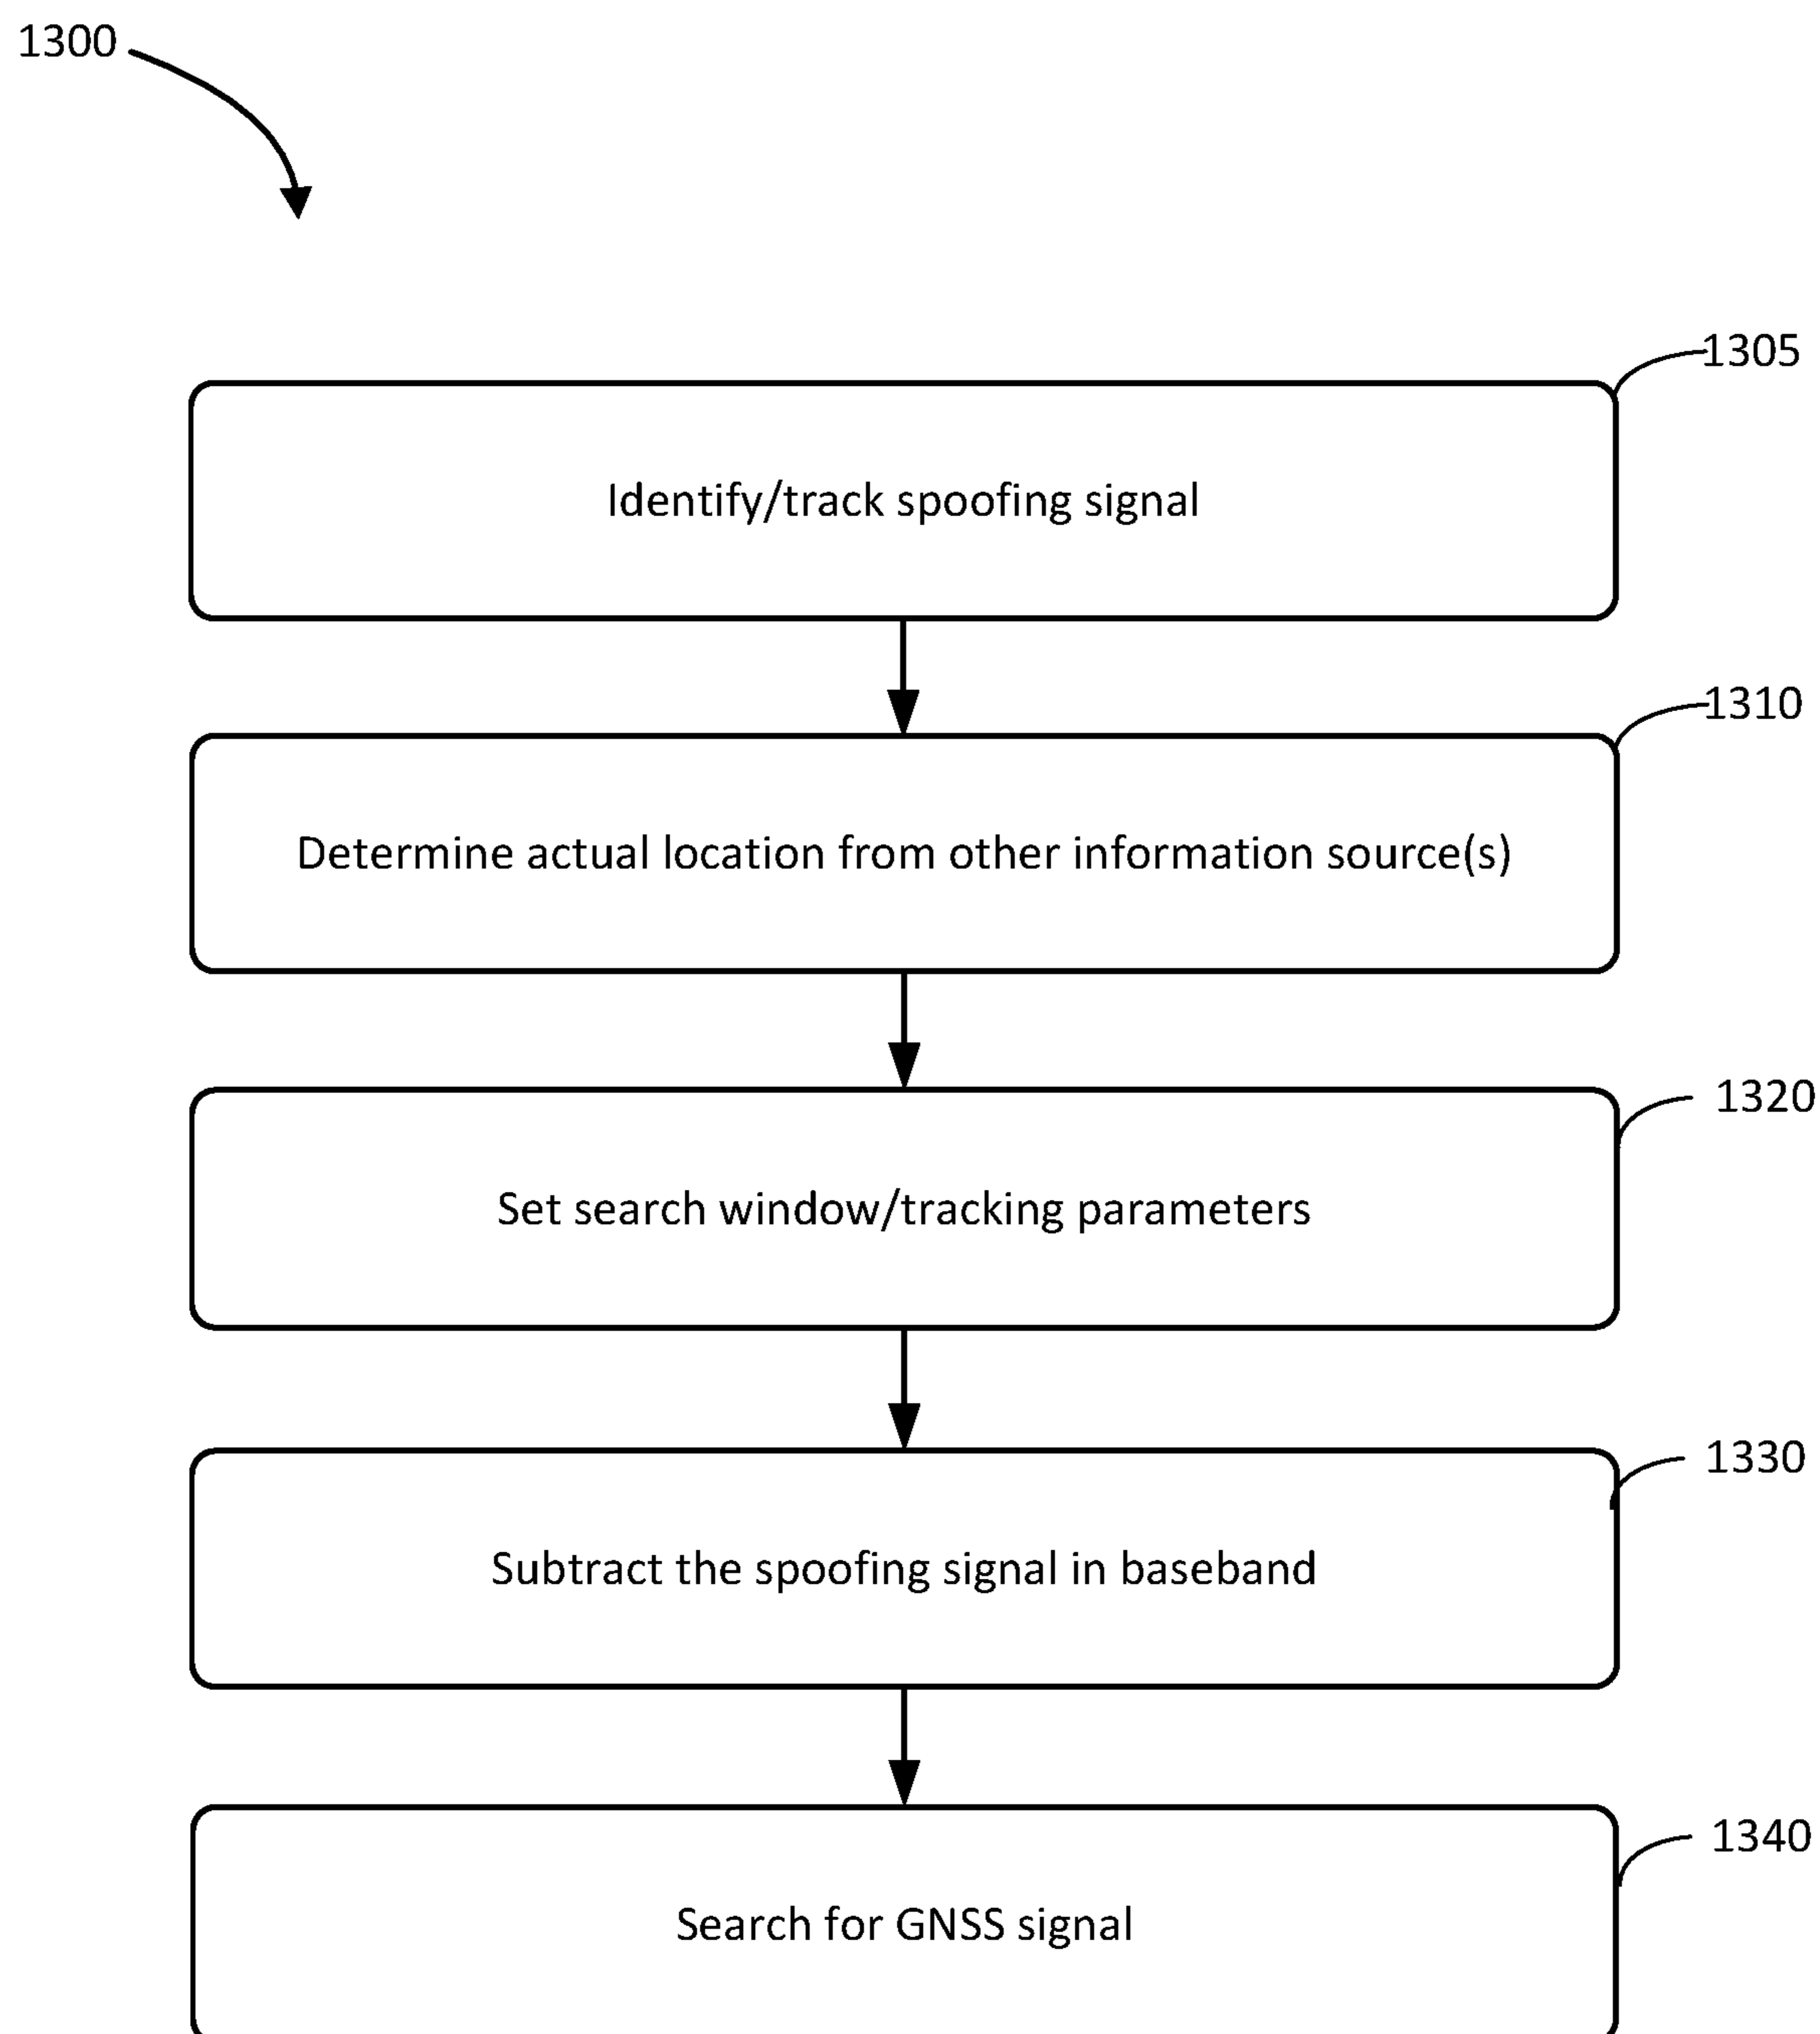 1300
1305
Identify/track spoofing signal
1310
Determine actual location from other information source(s)
1320
Set search window/tracking parameters
1330
Subtract the spoofing signal in baseband
1340
Search for GNSS signal